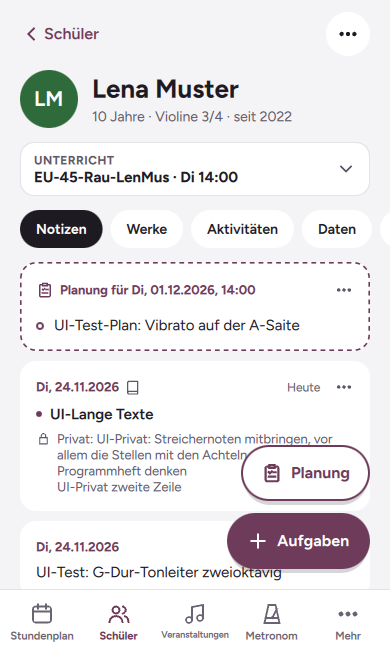 Schüler
LM
Lena Muster
10 Jahre · Violine 3/4 · seit 2022
UNTERRICHT
EU-45-Rau-LenMus · Di 14:00
Notizen Werke Aktivitäten Daten
Planung für Di, 01.12.2026, 14:00
UI-Test-Plan: Vibrato auf der A-Saite
Di, 24.11.2026 Heute
UI-Lange Texte
Privat: UI-Privat: Streichernoten mitbringen, vor
allem die Stellen mit den Achteln
Programmheft denken
UI-Privat zweite Zeile
Planung
Aufgaben
Di, 24.11.2026
UI-Test: G-Dur-Tonleiter zweioktavig
Stundenplan Schüler Veranstaltungen Metronom Mehr